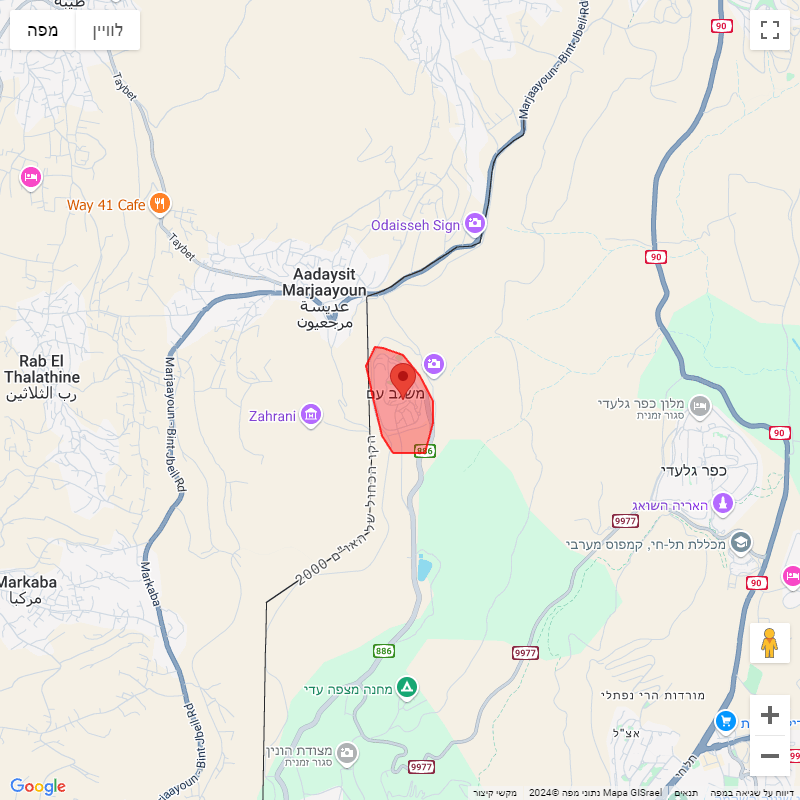 טיבה
מפה
לוויין
90
Marjaayoun - Bint Jbeil Rd
Taybet
Way 41 Cafe
Odaisseh Sign
Taybet
90
Aadaysit
Marjaayoun
عديسة
مرجعيون
Rab El
Thalathine
رب الثلاثين
Marjaayoun - Bint Jbeil Rd
משגב עם
Zahrani
מלון כפר גלעדי
סגור זמנית
90
886
כפר גלעדי
הקו הכחול של האו"ם 2000
האריה השואג
9977
מכללת תל-חי, קמפוס מערבי
Markaba
مركبا
Markaba
90
886
9977
מחנה מצפה עדי
מורדות הרי נפתלי
Marjaayoun - Bint Jbeil Rd
אצ"ל
מצודת הונין
סגור זמנית
תלוחי
9977
Google
מקשי קיצור
נתוני מפה ©2024 Mapa GISrael
תנאים
דיווח על שגיאה במפה